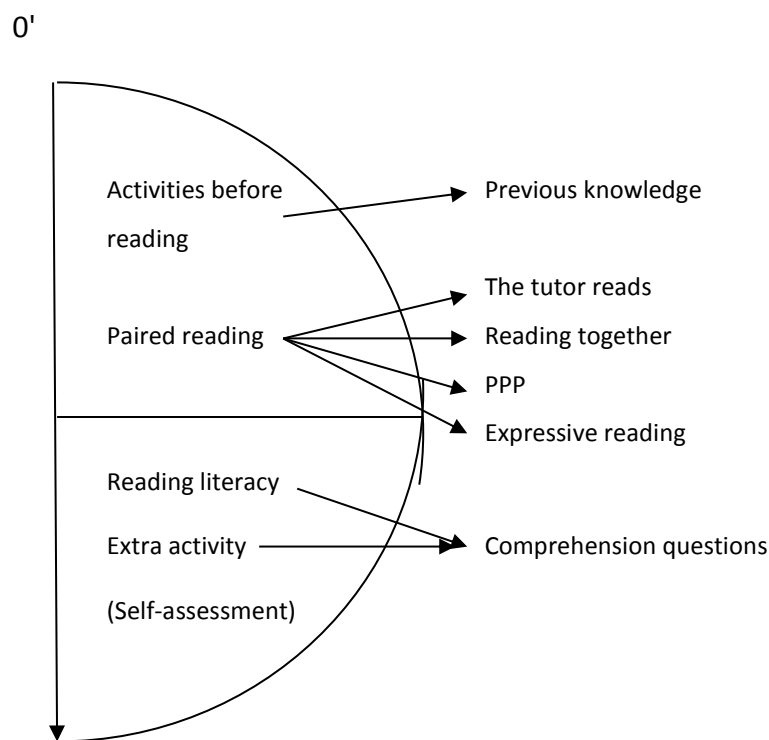 0'
Activities before
reading
Previous knowledge
The tutor reads
Paired reading
Reading together
PPP
Expressive reading
Reading literacy
Extra activity
Comprehension questions
(Self-assessment)